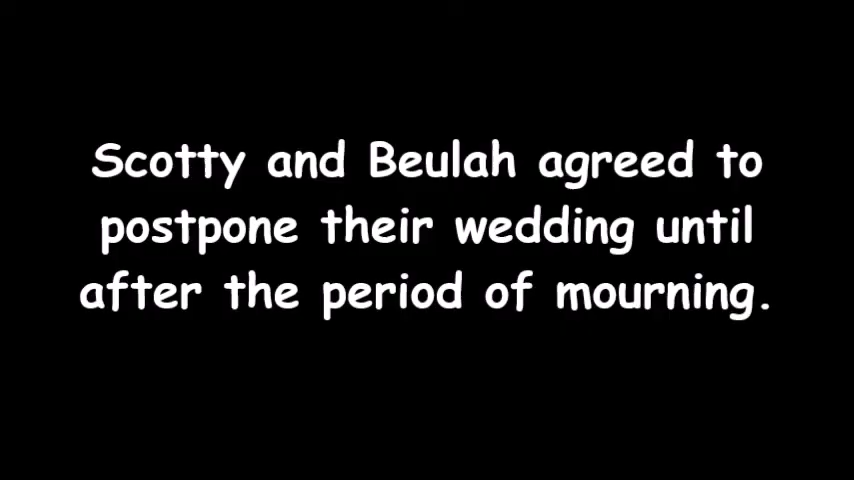 Scotty and Beulah agreed to
postpone their wedding until
after the period of mourning.